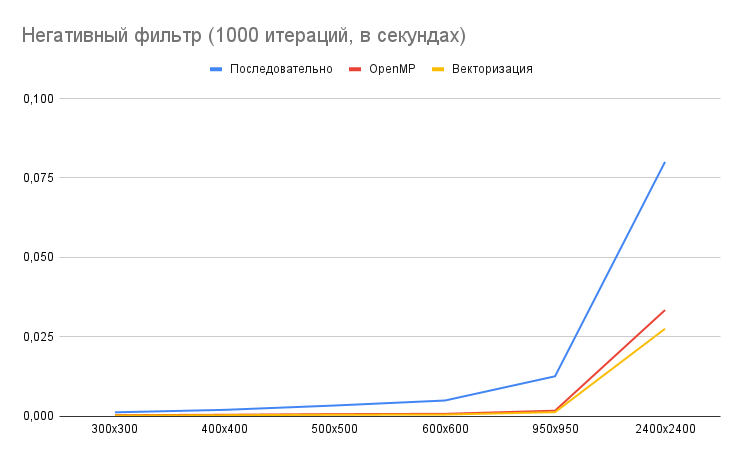 Негативный фильтр (1000 итераций, в секундах)
Последовательно OpenMP Векторизация
0,100
0,075
0,050
0,025
0,000
300x300 400x400 500x500 600x600 950x950 2400x2400